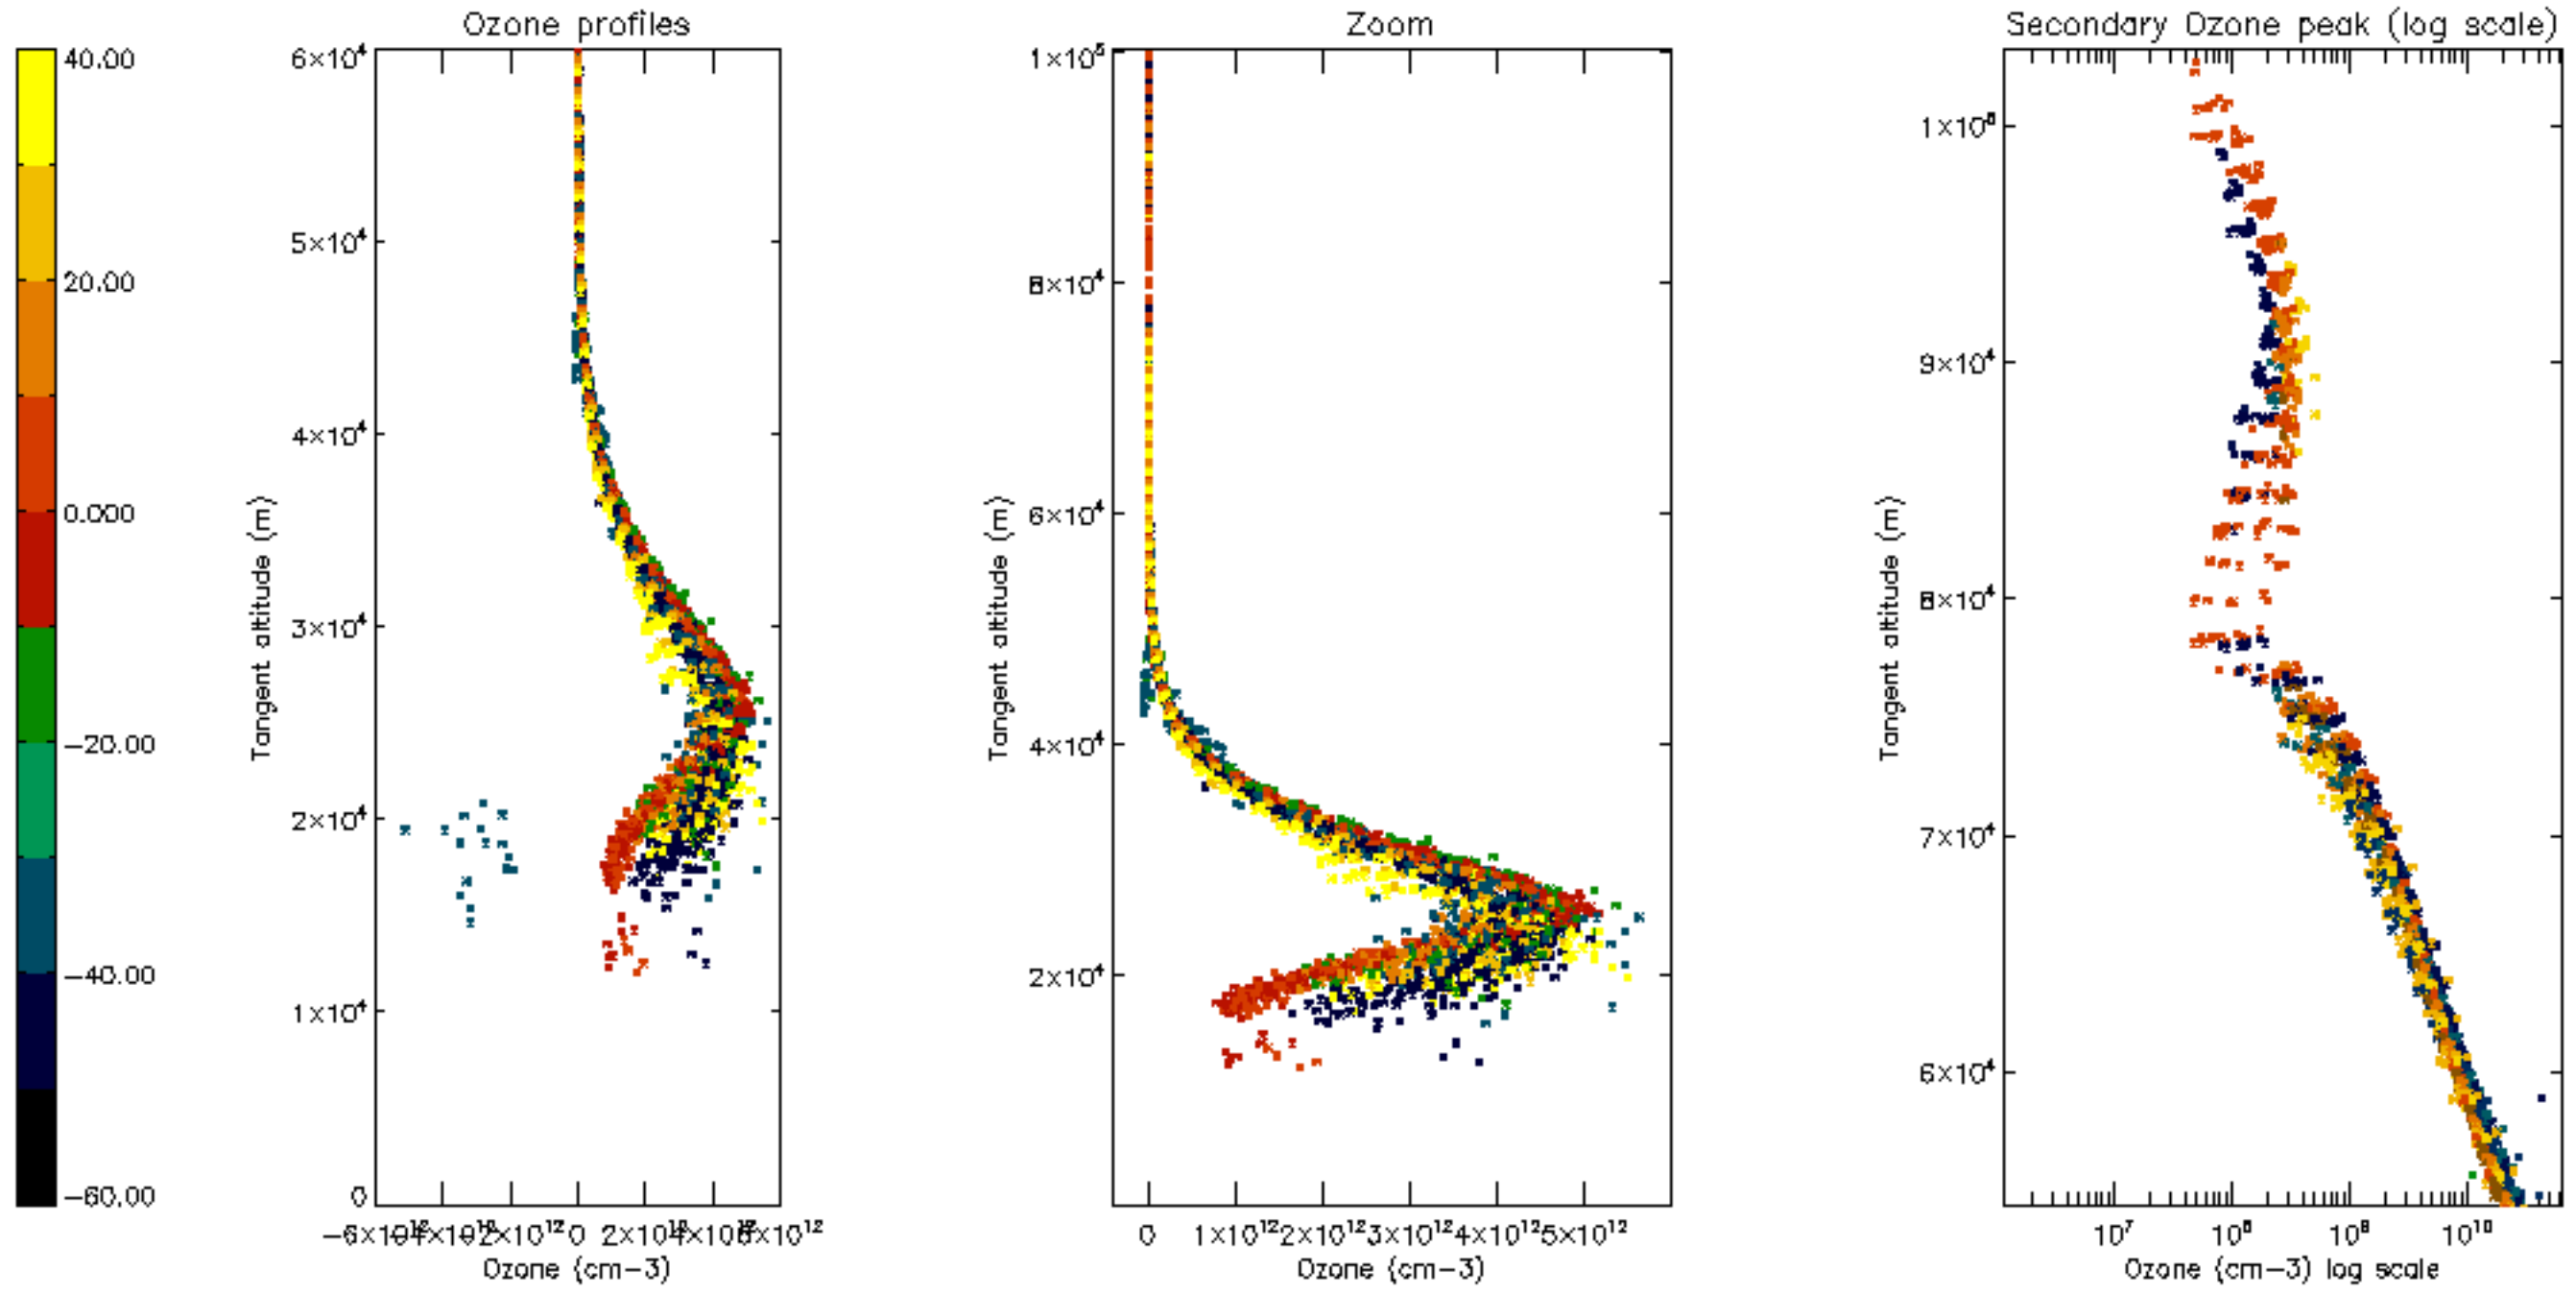 Ozone profiles
Zoom
Secondary Ozone peak (log scale)
40.00
20.00
0.000
−20.00
−40.00
−60.00
6×10⁴
5×10⁴
4×10⁴
3×10⁴
2×10⁴
1×10⁴
0
Tangent altitude (m)
0
Ozone (cm−3)
1×10⁵
8×10⁴
6×10⁴
4×10⁴
2×10⁴
Tangent altitude (m)
0 1×10¹² 2×10¹² 3×10¹² 4×10¹² 5×10¹²
Ozone (cm−3)
9×10⁴
8×10⁴
7×10⁴
6×10⁴
Tangent altitude (m)
10⁷ 10⁸ 10⁹ 10¹⁰
Ozone (cm−3) log scale